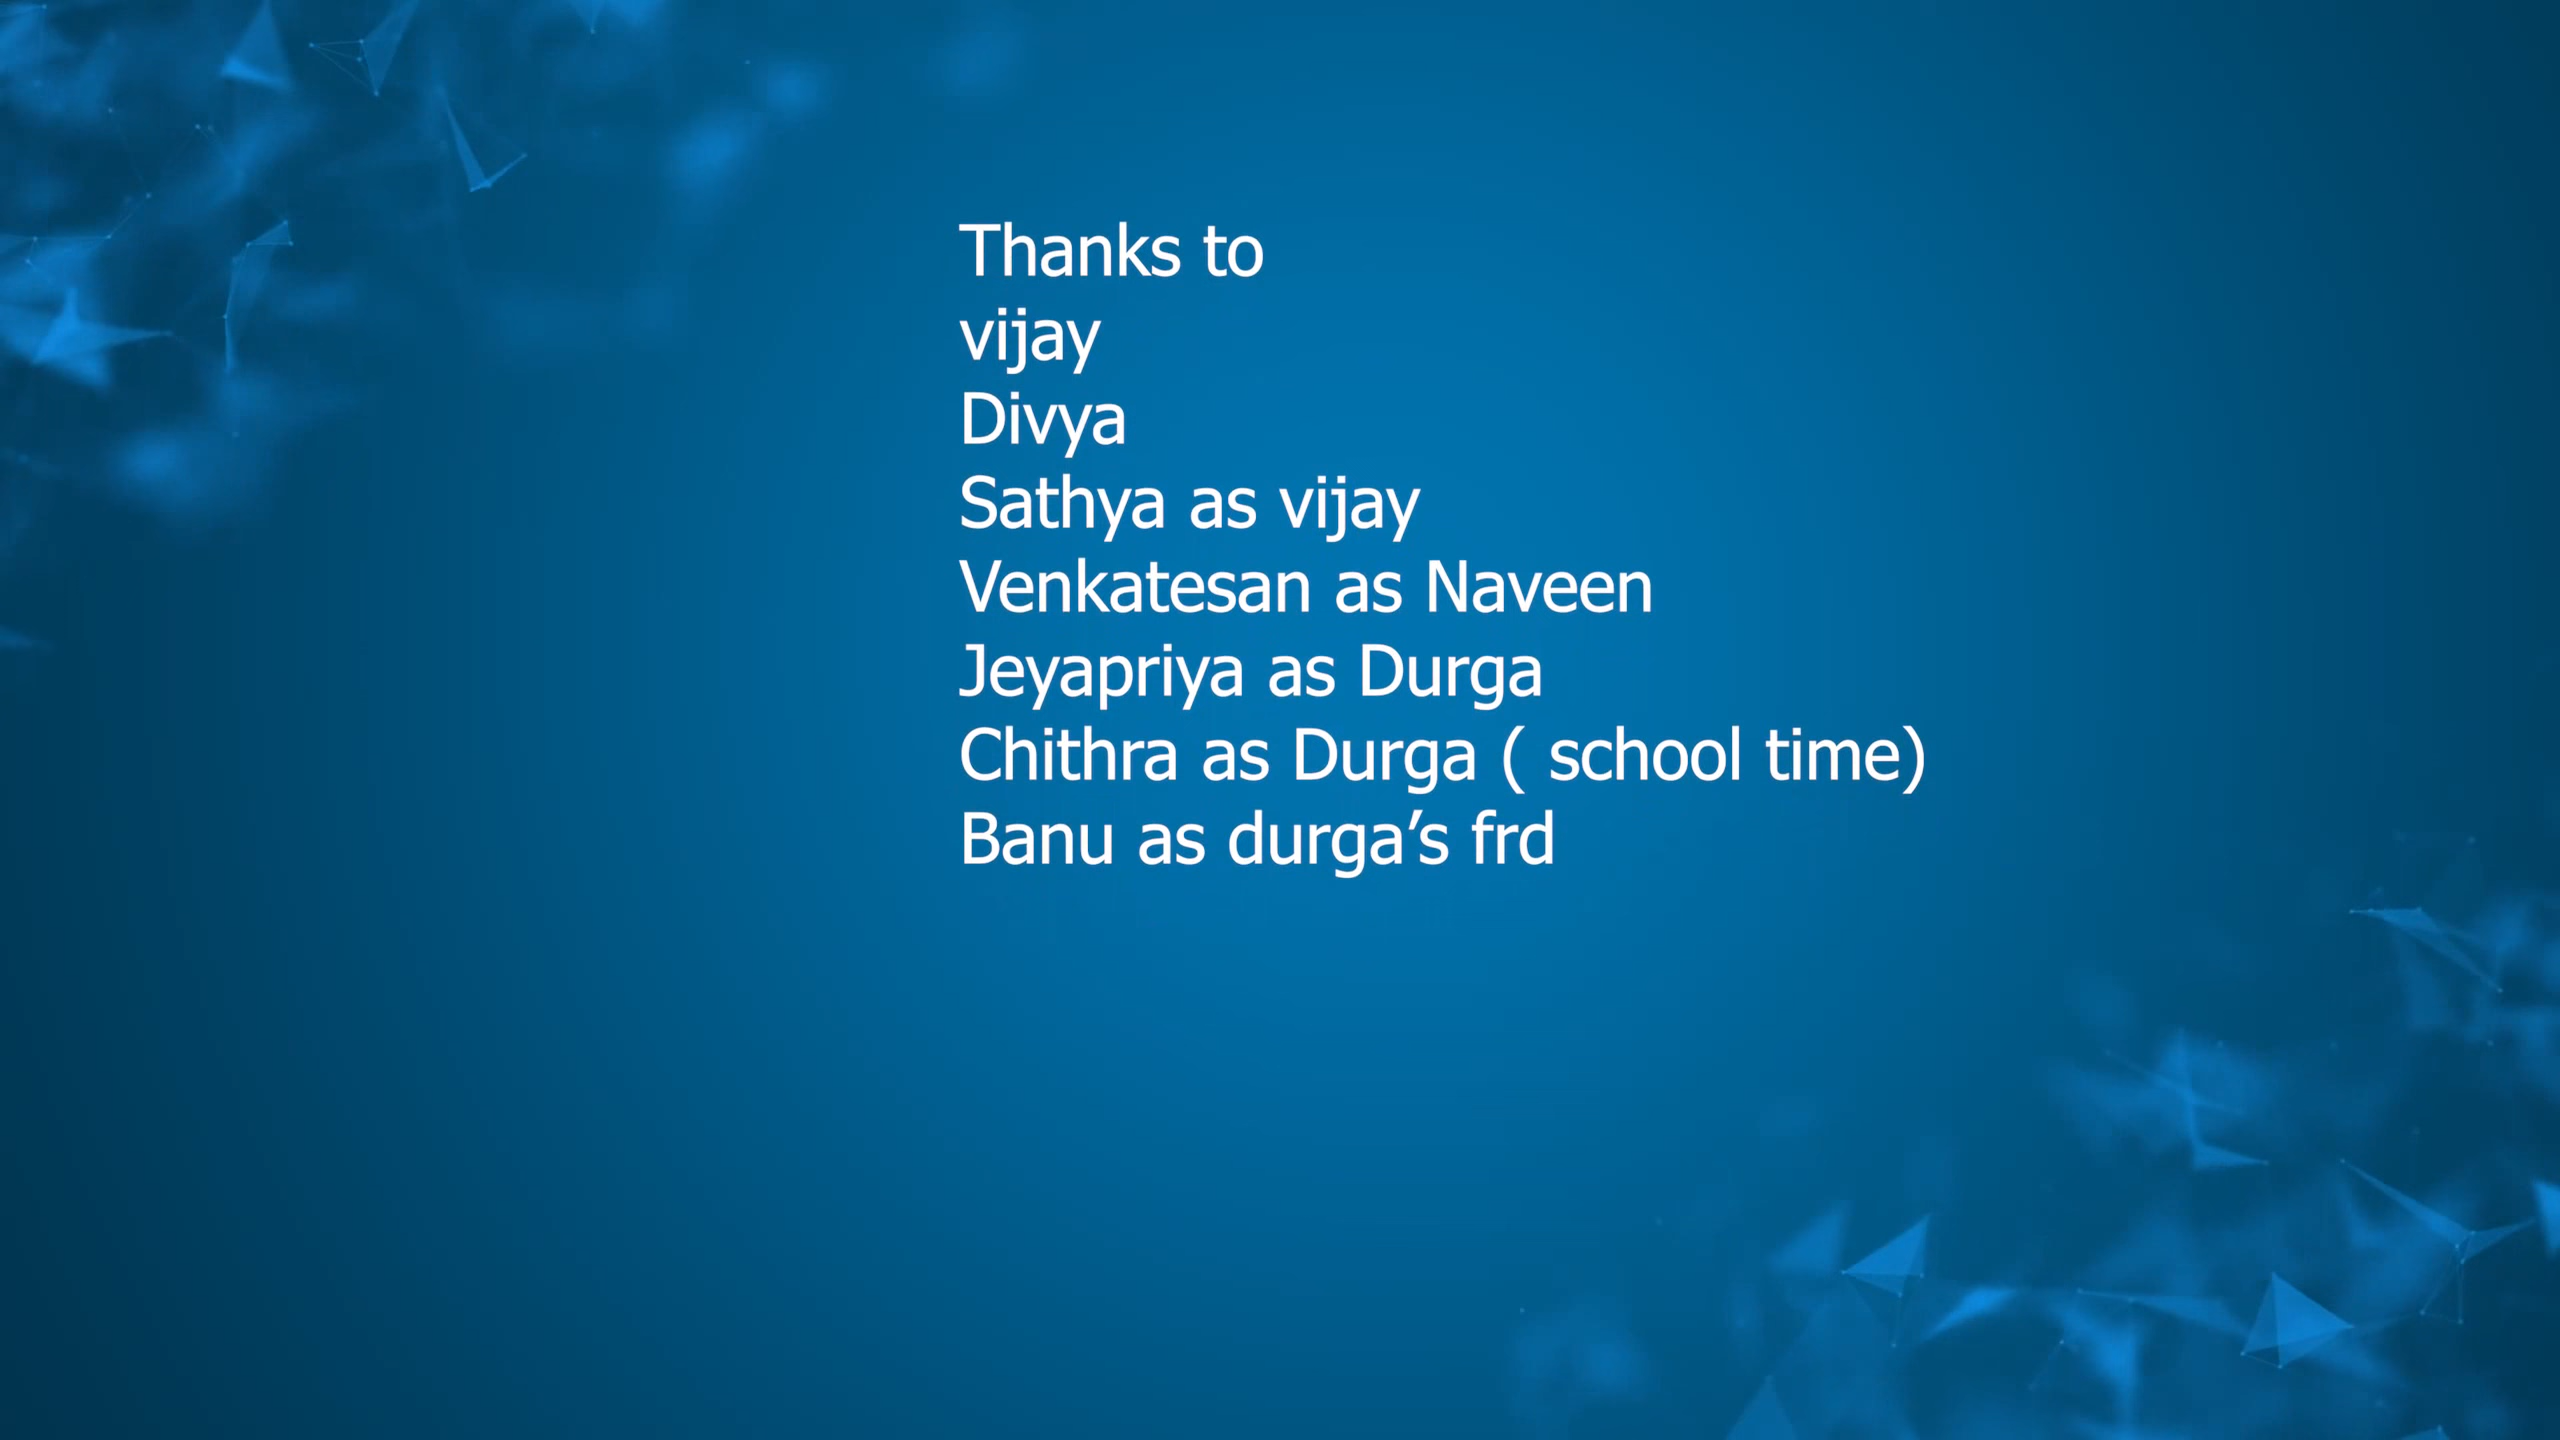 Thanks to
vijay
Divya
Sathya as vijay
Venkatesan as Naveen
Jeyapriya as Durga
Chithra as Durga ( school time)
Banu as durga’s frd